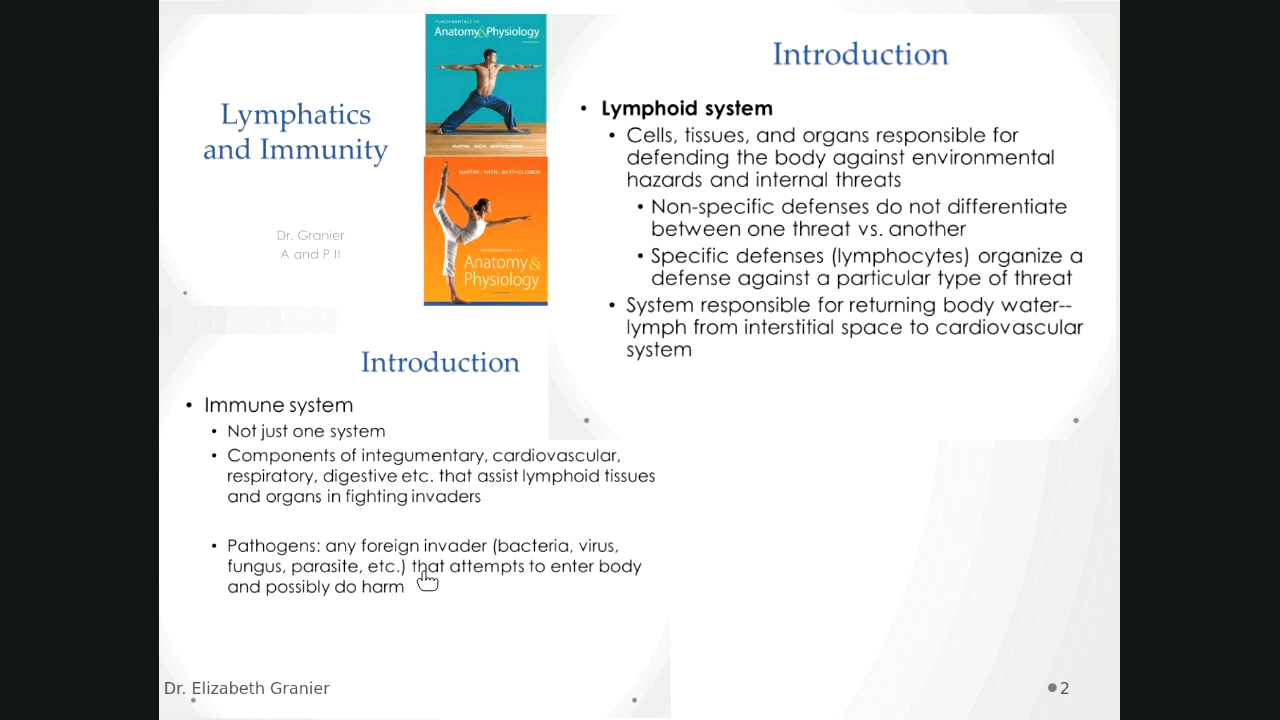 Lymphatics
and Immunity
Dr. Granier
A and P II
FUNDAMENTALS OF
Anatomy & Physiology
MARTINI · NATH · BARTHOLOMEW
MARTINI · NATH · BARTHOLOMEW
FUNDAMENTALS OF
Anatomy &
Physiology
Introduction
• Lymphoid system
• Cells, tissues, and organs responsible for
defending the body against environmental
hazards and internal threats
• Non-specific defenses do not differentiate
between one threat vs. another
• Specific defenses (lymphocytes) organize a
defense against a particular type of threat
• System responsible for returning body water--
lymph from interstitial space to cardiovascular
system
Introduction
• Immune system
• Not just one system
• Components of integumentary, cardiovascular,
respiratory, digestive etc. that assist lymphoid tissues
and organs in fighting invaders
• Pathogens: any foreign invader (bacteria, virus,
fungus, parasite, etc.) that attempts to enter body
and possibly do harm
Dr. Elizabeth Granier
2